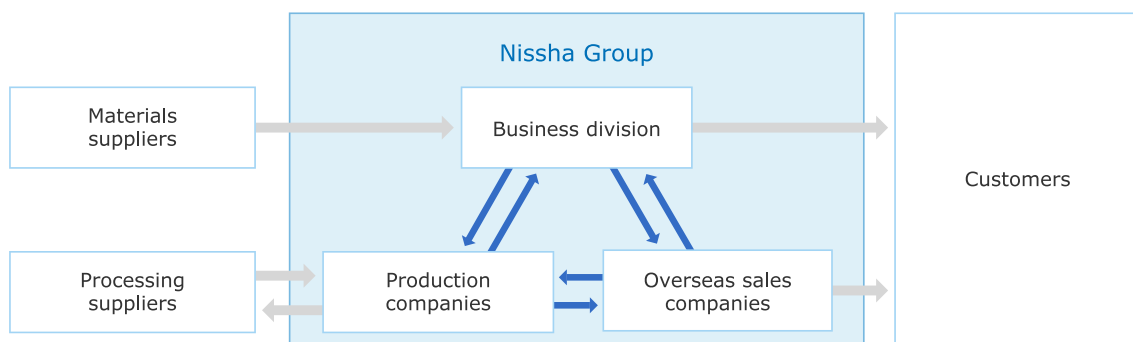 Nissha Group
Materials
suppliers
Business division
Customers
Processing
suppliers
Production
companies
Overseas sales
companies